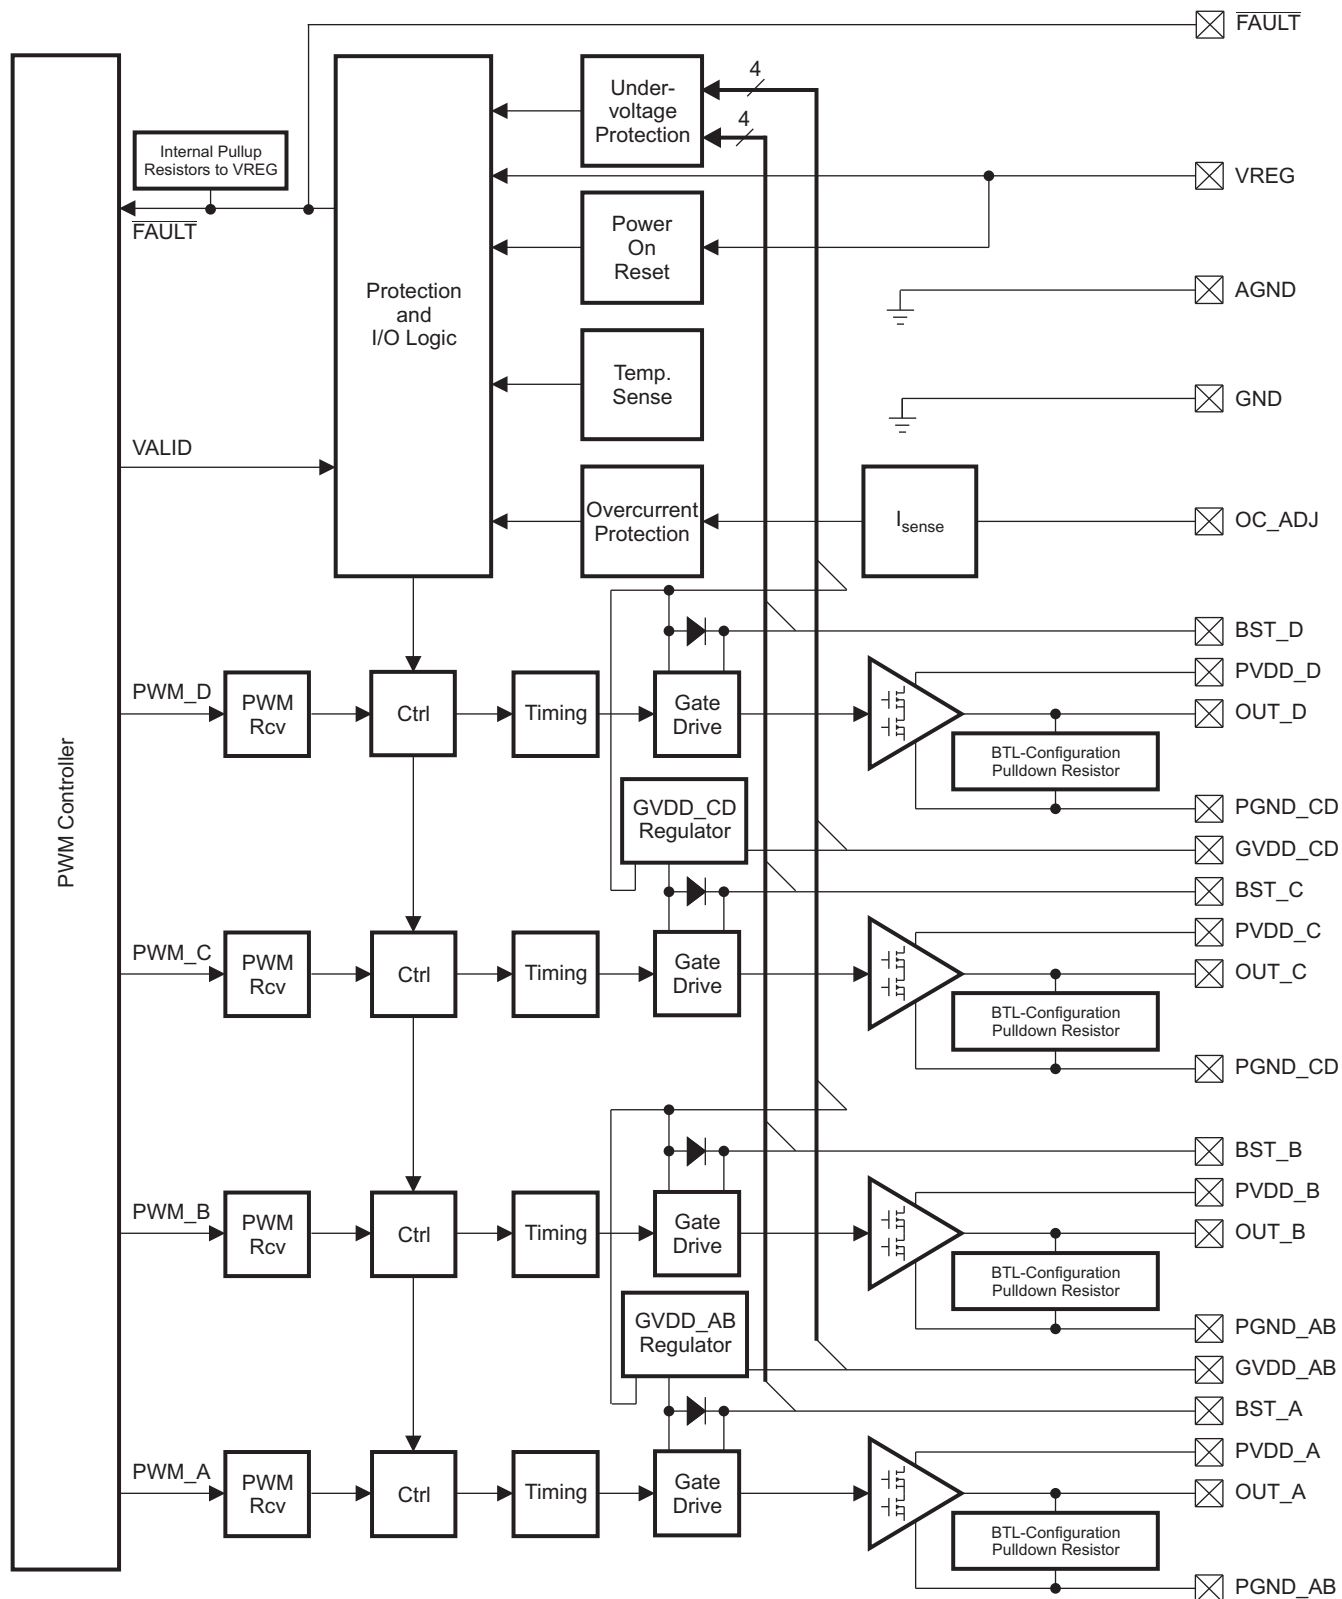 FAULT
Under-
voltage
Protection
4
4
Internal Pullup
Resistors to VREG
FAULT
VREG
Power
On
Reset
AGND
Protection
and
I/O Logic
Temp.
Sense
GND
VALID
Overcurrent
Protection
Isense
OC_ADJ
BST_D
PVDD_D
PWM_D
PWM
Rcv
Ctrl
Timing
Gate
Drive
OUT_D
BTL-Configuration
Pulldown Resistor
PWM Controller
GVDD_CD
Regulator
PGND_CD
GVDD_CD
BST_C
PVDD_C
PWM_C
PWM
Rcv
Ctrl
Timing
Gate
Drive
OUT_C
BTL-Configuration
Pulldown Resistor
PGND_CD
BST_B
PVDD_B
PWM_B
PWM
Rcv
Ctrl
Timing
Gate
Drive
OUT_B
BTL-Configuration
Pulldown Resistor
GVDD_AB
Regulator
PGND_AB
GVDD_AB
BST_A
PVDD_A
PWM_A
PWM
Rcv
Ctrl
Timing
Gate
Drive
OUT_A
BTL-Configuration
Pulldown Resistor
PGND_AB